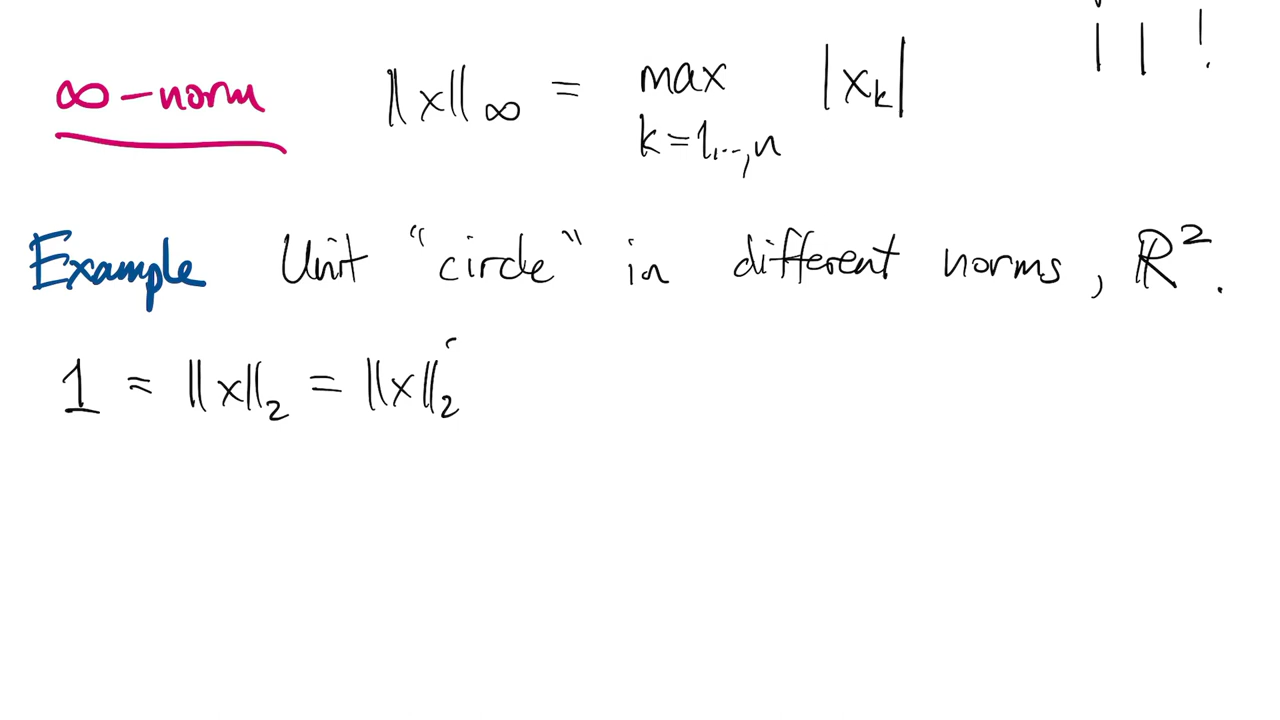 ∞-norm ‖x‖∞ = max |xₖ|
k=1,..,n
Example Unit “circle” in different norms, ℝ².
1 = ‖x‖₂ = ‖x‖₂